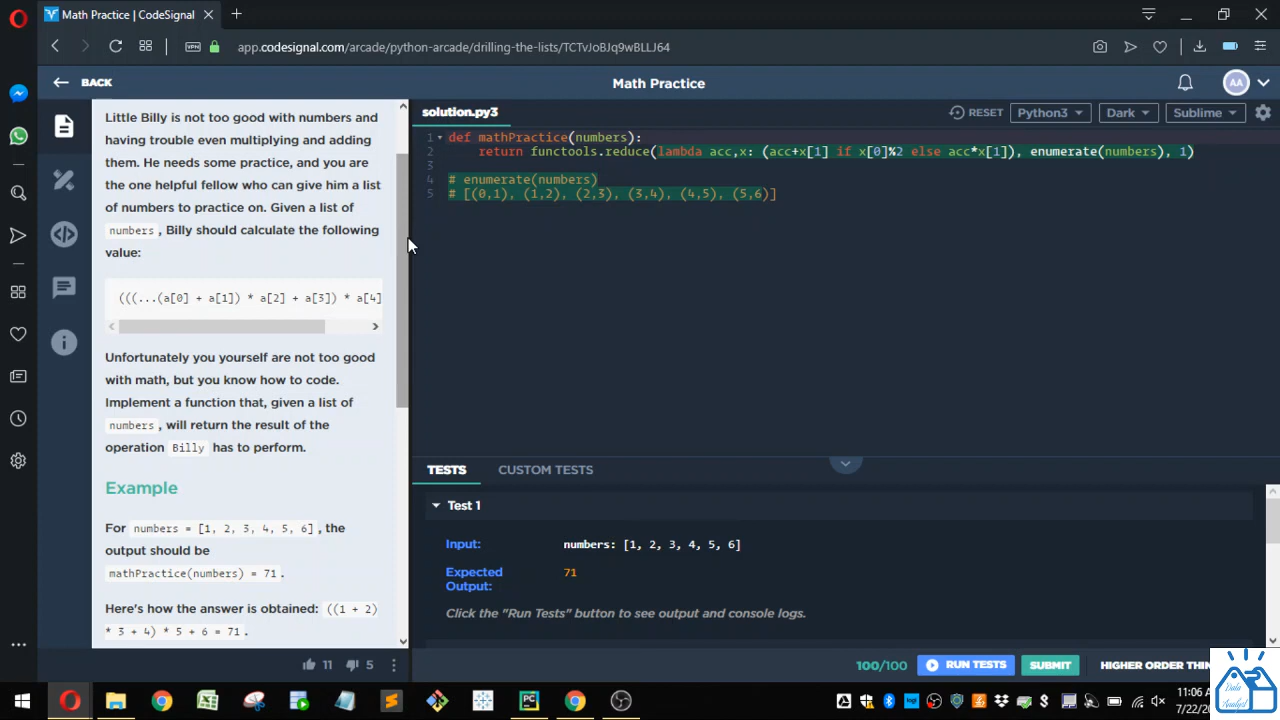 Math Practice | CodeSignal
VPN
app.codesignal.com/arcade/python-arcade/drilling-the-lists/TCTvJoBJq9wBLLJ64
BACK
Math Practice
AA
Little Billy is not too good with numbers and
having trouble even multiplying and adding
them. He needs some practice, and you are
the one helpful fellow who can give him a list
of numbers to practice on. Given a list of
numbers , Billy should calculate the following
value:
(((...(a[0] + a[1]) * a[2] + a[3]) * a[4]
Unfortunately you yourself are not too good
with math, but you know how to code.
Implement a function that, given a list of
numbers , will return the result of the
operation Billy has to perform.
Example
For numbers = [1, 2, 3, 4, 5, 6] , the
output should be
mathPractice(numbers) = 71 .
Here's how the answer is obtained: ((1 + 2)
* 3 + 4) * 5 + 6 = 71 .
11
5
solution.py3
RESET
Python3
Dark
Sublime
1 def mathPractice(numbers):
2 return functools.reduce(lambda acc,x: (acc+x[1] if x[0]%2 else acc*x[1]), enumerate(numbers), 1)
3
4 # enumerate(numbers)
5 # [(0,1), (1,2), (2,3), (3,4), (4,5), (5,6)]
TESTS
CUSTOM TESTS
Test 1
Input:
numbers: [1, 2, 3, 4, 5, 6]
Expected
Output:
71
Click the "Run Tests" button to see output and console logs.
100/100
RUN TESTS
SUBMIT
HIGHER ORDER THIN
PC
11:06 A
7/22/2
Data
Analyst